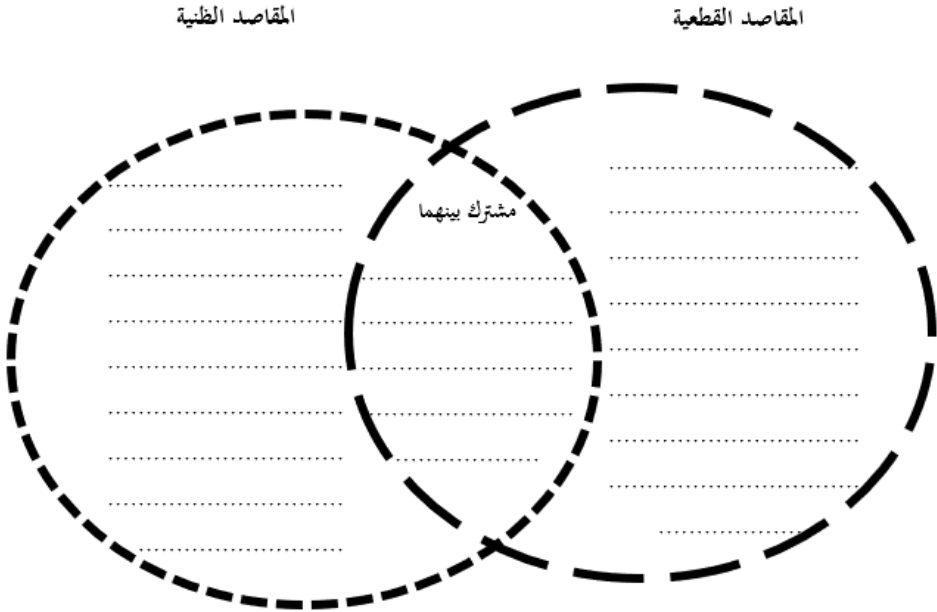 المقاصد القطعية
المقاصد الظنية
مشترك بينهما